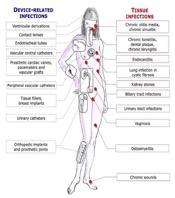 DEVICE-RELATED
INFECTIONS
Ventricular derivations
Contact lenses
Endotracheal tubes
Vascular central catheters
Prosthetic cardiac valves,
pacemakers and
vascular grafts
Peripheral vascular catheters
Tissue fillers,
breast implants
Urinary catheters
Orthopedic implants
and prosthetic joints
TISSUE
INFECTIONS
Chronic otitis media,
chronic sinusitis
Chronic tonsillitis,
dental plaque,
chronic laryngitis
Endocarditis
Lung infection in
cystic fibrosis
Kidney stones
Biliary tract infections
Urinary tract infections
Vaginosis
Osteomyelitis
Chronic wounds